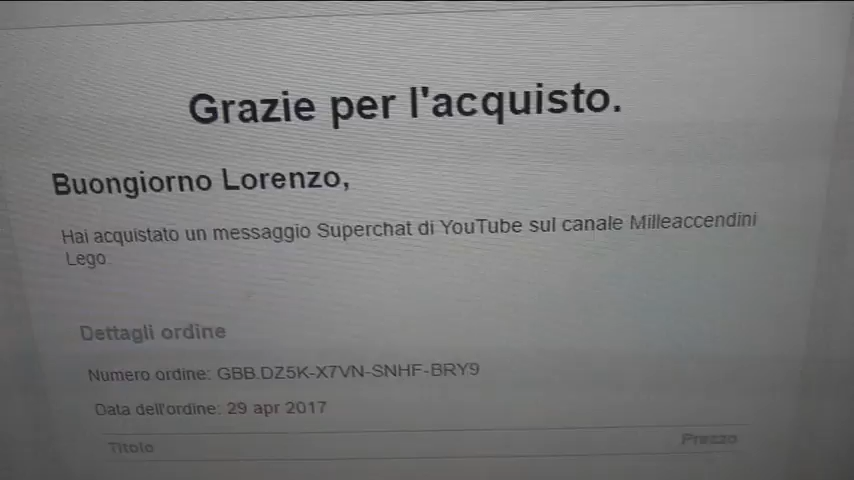 Grazie per l'acquisto.
Buongiorno Lorenzo,
Hai acquistato un messaggio Superchat di YouTube sul canale Milleaccendini
Lego.
Dettagli ordine
Numero ordine: GBB.DZ5K-X7VN-SNHF-BRY9
Data dell'ordine: 29 apr 2017
Titolo Prezzo